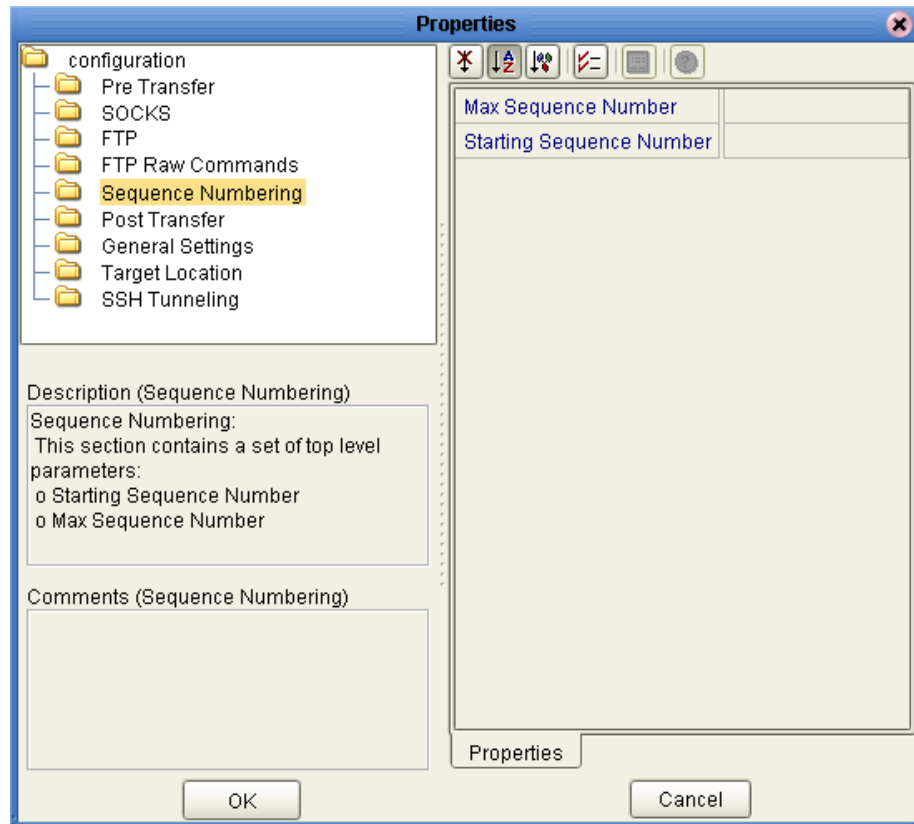 Properties
configuration
Pre Transfer
SOCKS
FTP
FTP Raw Commands
Sequence Numbering
Post Transfer
General Settings
Target Location
SSH Tunneling
Description (Sequence Numbering)
Sequence Numbering:
This section contains a set of top level
parameters:
o Starting Sequence Number
o Max Sequence Number
Comments (Sequence Numbering)
Max Sequence Number
Starting Sequence Number
Properties
OK
Cancel